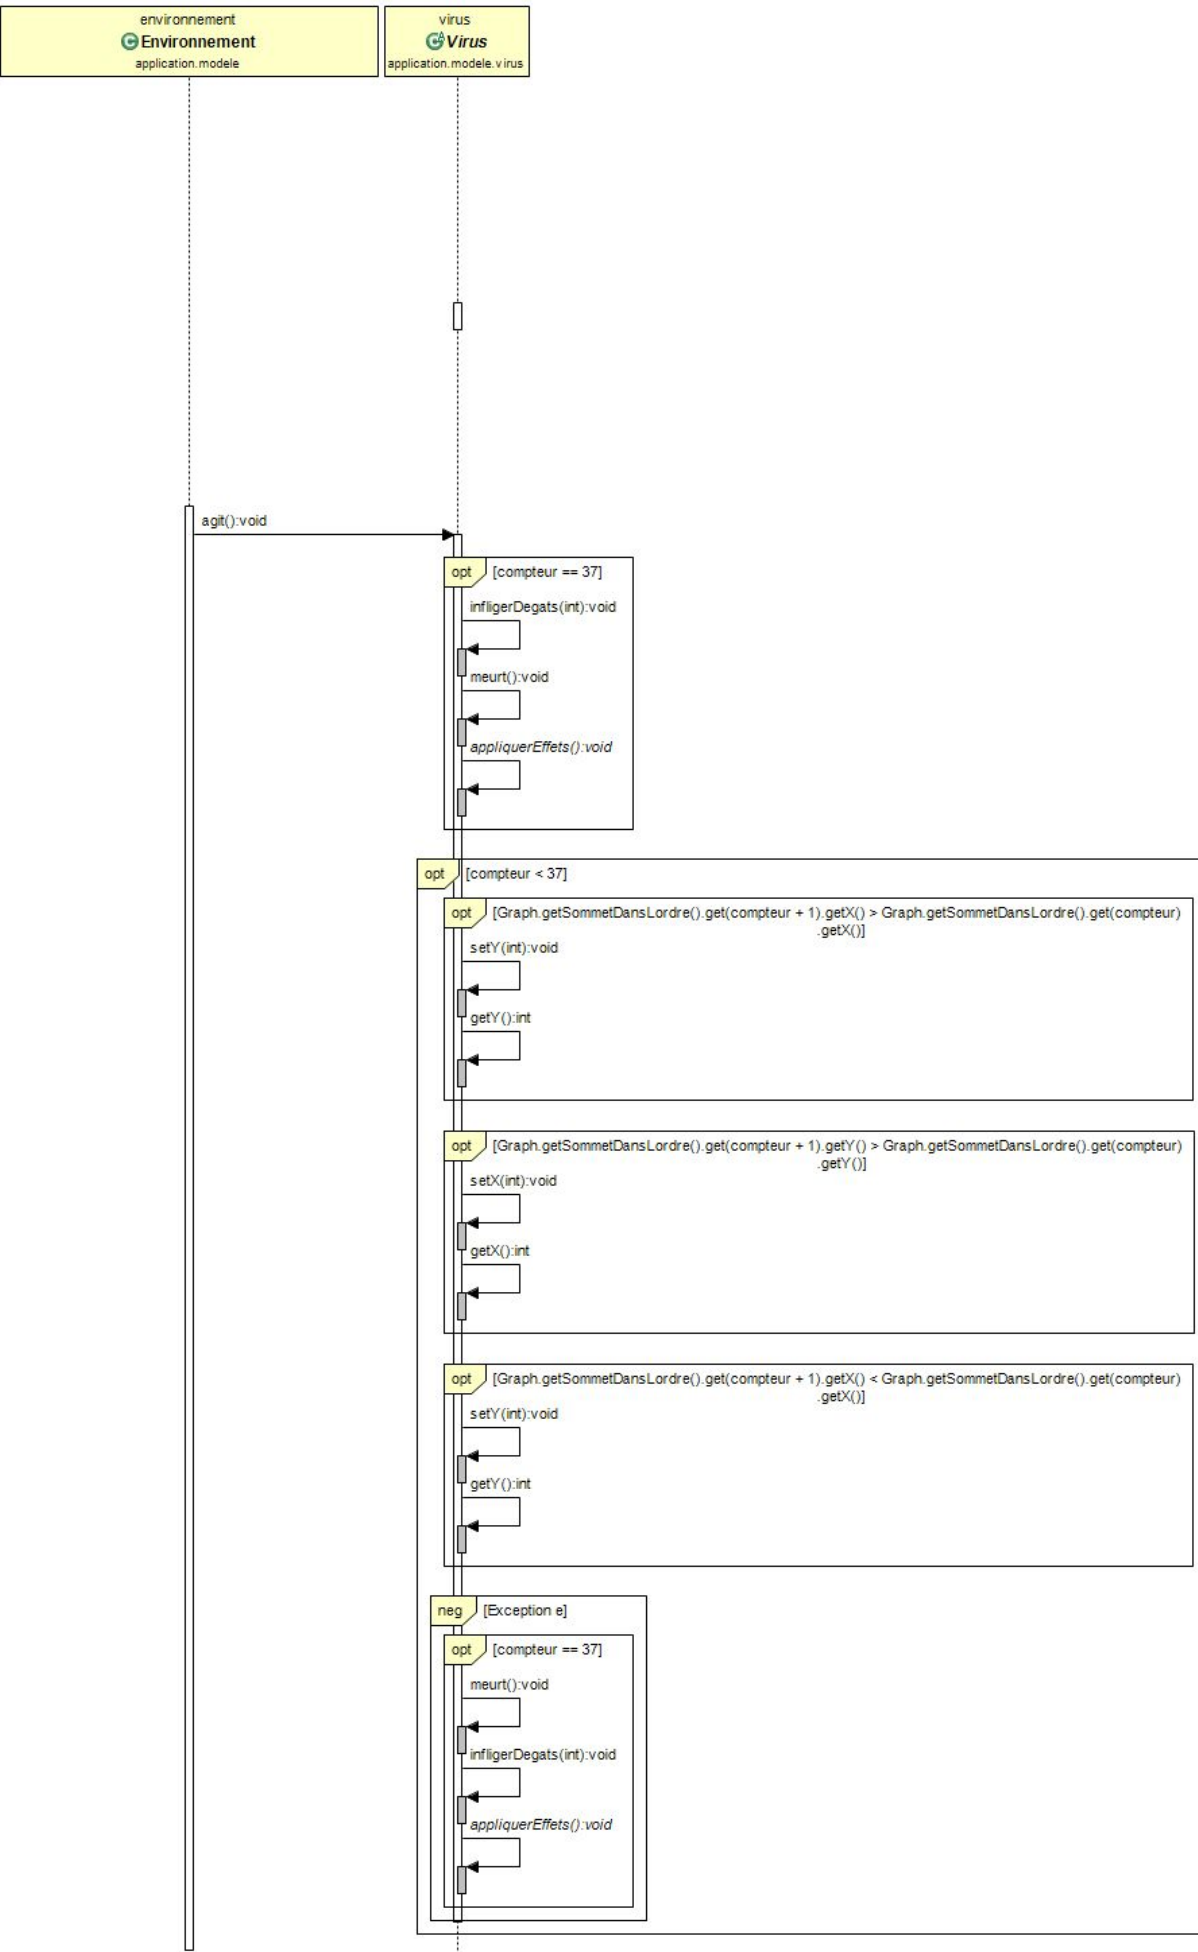 environnement
Environnement
application.modele
virus
Virus
application.modele.virus
agit():void
opt [compteur == 37]
infligerDegats(int):void
meurt():void
appliquerEffets():void
opt [compteur < 37]
opt [Graph.getSommetDansLordre().get(compteur + 1).getX() > Graph.getSommetDansLordre().get(compteur)
.getX()]
setY(int):void
getY():int
opt [Graph.getSommetDansLordre().get(compteur + 1).getY() > Graph.getSommetDansLordre().get(compteur)
.getY()]
setX(int):void
getX():int
opt [Graph.getSommetDansLordre().get(compteur + 1).getX() < Graph.getSommetDansLordre().get(compteur)
.getX()]
setY(int):void
getY():int
neg [Exception e]
opt [compteur == 37]
meurt():void
infligerDegats(int):void
appliquerEffets():void